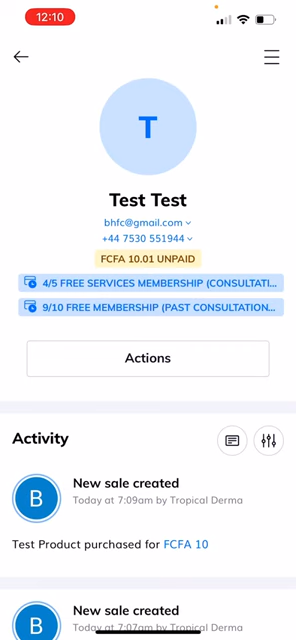 12:10
T
Test Test
bhfc@gmail.com
+44 7530 551944
FCFA 10.01 UNPAID
4/5 FREE SERVICES MEMBERSHIP (CONSULTATI...
9/10 FREE MEMBERSHIP (PAST CONSULTATION...
Actions
Activity
B
New sale created
Today at 7:09am by Tropical Derma
Test Product purchased for FCFA 10
B
New sale created
Today at 7:07am by Tropical Derma